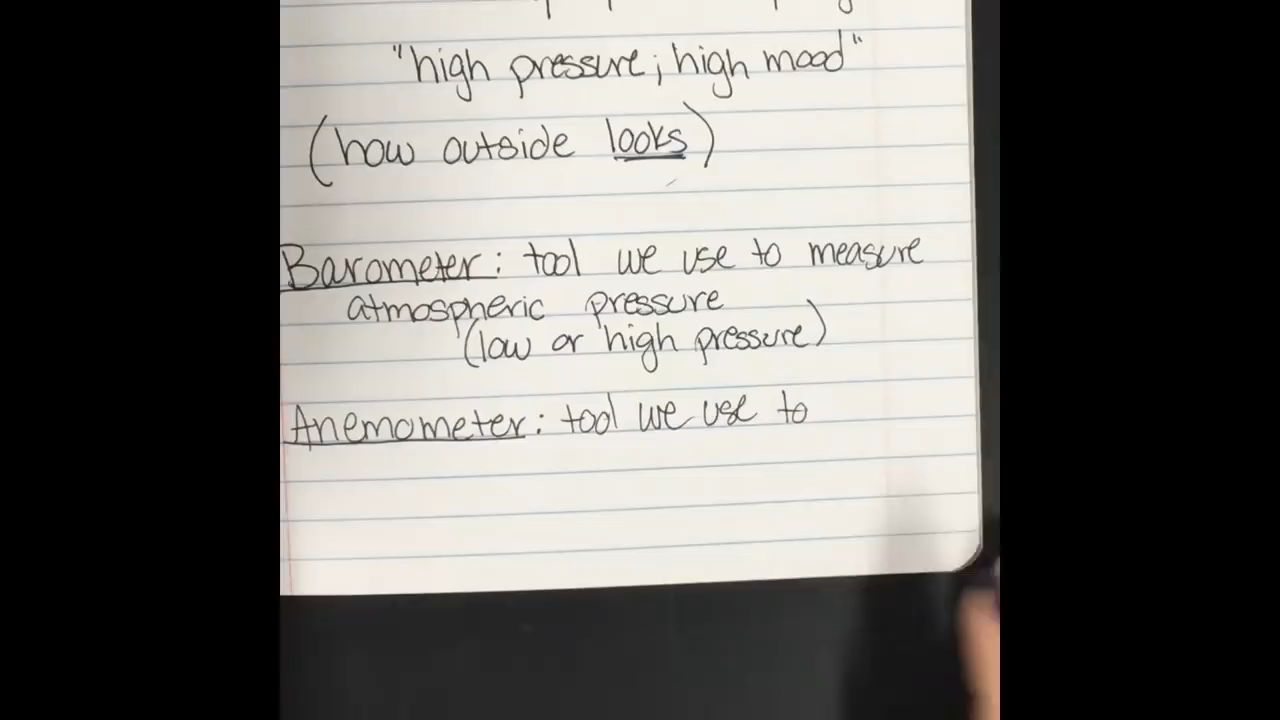 "high pressure; high mood"
(how outside looks)
Barometer: tool we use to measure
atmospheric pressure
(low or high pressure)
Anemometer: tool we use to